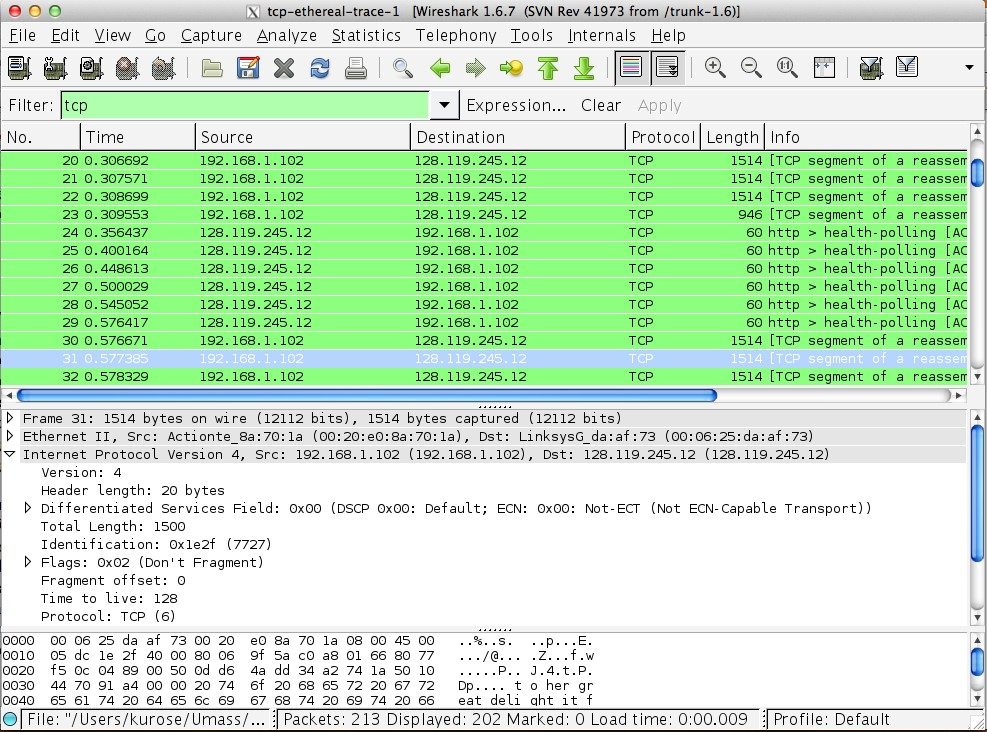 tcp-ethereal-trace-1 [Wireshark 1.6.7 (SVN Rev 41973 from /trunk-1.6)]
File Edit View Go Capture Analyze Statistics Telephony Tools Internals Help
Filter: tcp Expression... Clear Apply
No. Time Source Destination Protocol Length Info
20 0.306692 192.168.1.102 128.119.245.12 TCP 1514 [TCP segment of a reassem
21 0.307571 192.168.1.102 128.119.245.12 TCP 1514 [TCP segment of a reassem
22 0.308699 192.168.1.102 128.119.245.12 TCP 1514 [TCP segment of a reassem
23 0.309553 192.168.1.102 128.119.245.12 TCP 946 [TCP segment of a reassem
24 0.356437 128.119.245.12 192.168.1.102 TCP 60 http > health-polling [AC
25 0.400164 128.119.245.12 192.168.1.102 TCP 60 http > health-polling [AC
26 0.448613 128.119.245.12 192.168.1.102 TCP 60 http > health-polling [AC
27 0.500029 128.119.245.12 192.168.1.102 TCP 60 http > health-polling [AC
28 0.545052 128.119.245.12 192.168.1.102 TCP 60 http > health-polling [AC
29 0.576417 128.119.245.12 192.168.1.102 TCP 60 http > health-polling [AC
30 0.576671 192.168.1.102 128.119.245.12 TCP 1514 [TCP segment of a reassem
31 0.577385 192.168.1.102 128.119.245.12 TCP 1514 [TCP segment of a reassem
32 0.578329 192.168.1.102 128.119.245.12 TCP 1514 [TCP segment of a reassem
Frame 31: 1514 bytes on wire (12112 bits), 1514 bytes captured (12112 bits)
Ethernet II, Src: Actionte_8a:70:1a (00:20:e0:8a:70:1a), Dst: LinksysG_da:af:73 (00:06:25:da:af:73)
Internet Protocol Version 4, Src: 192.168.1.102 (192.168.1.102), Dst: 128.119.245.12 (128.119.245.12)
Version: 4
Header length: 20 bytes
Differentiated Services Field: 0x00 (DSCP 0x00: Default; ECN: 0x00: Not-ECT (Not ECN-Capable Transport))
Total Length: 1500
Identification: 0x1e2f (7727)
Flags: 0x02 (Don't Fragment)
Fragment offset: 0
Time to live: 128
Protocol: TCP (6)
0000 00 06 25 da af 73 00 20 e0 8a 70 1a 08 00 45 00 ..%..s. ..p...E.
0010 05 dc 1e 2f 40 00 80 06 9f 5a c0 a8 01 66 80 77 .../@... .Z...f.w
0020 f5 0c 04 89 00 50 0d d6 4a dd 34 a2 74 1a 50 10 .....P.. J.4.t.P.
0030 44 70 91 a4 00 00 20 74 6f 20 68 65 72 20 67 72 Dp.... t o her gr
0040 65 61 74 20 64 65 6c 69 67 68 74 20 69 74 20 66 eat deli ght it f
File: "/Users/kurose/Umass/... Packets: 213 Displayed: 202 Marked: 0 Load time: 0:00.009 Profile: Default